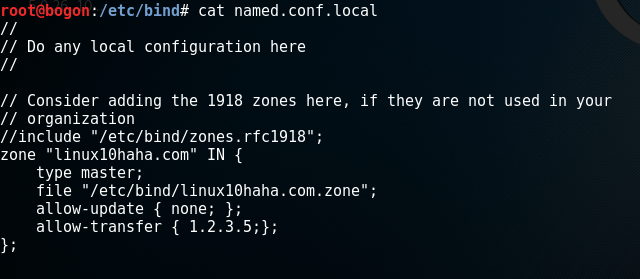 root@bogon:/etc/bind# cat named.conf.local
//
// Do any local configuration here
//
// Consider adding the 1918 zones here, if they are not used in your
// organization
//include "/etc/bind/zones.rfc1918";
zone "linux10haha.com" IN {
    type master;
    file "/etc/bind/linux10haha.com.zone";
    allow-update { none; };
    allow-transfer { 1.2.3.5;};
};